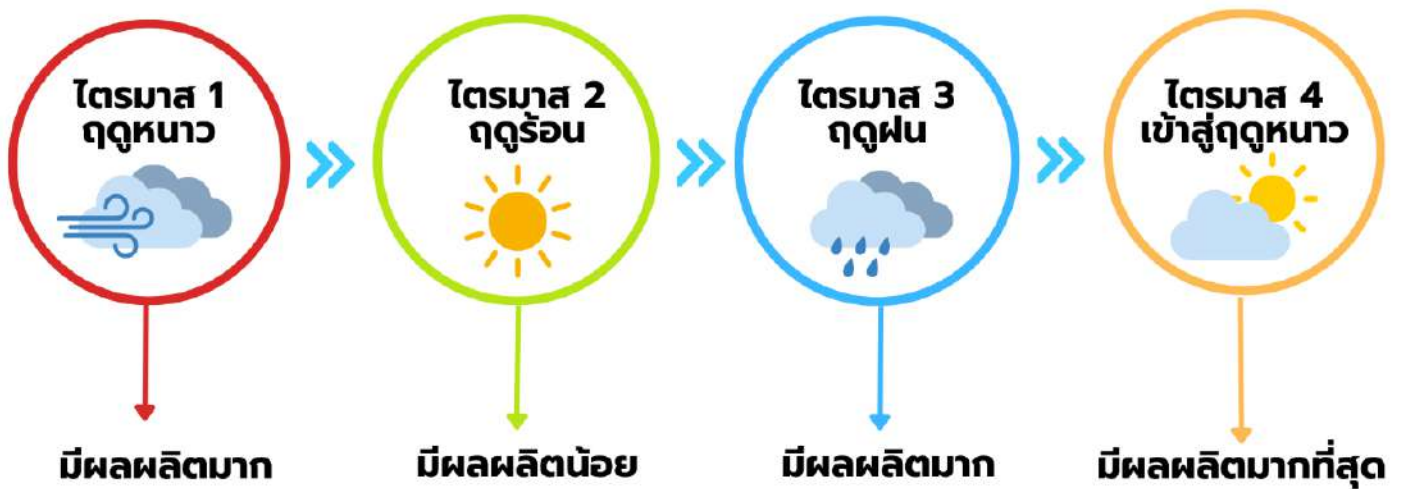 ไตรมาส 1
ฤดูหนาว
ไตรมาส 2
ฤดูร้อน
ไตรมาส 3
ฤดูฝน
ไตรมาส 4
เข้าสู่ฤดูหนาว
มีผลผลิตมาก
มีผลผลิตน้อย
มีผลผลิตมาก
มีผลผลิตมากที่สุด